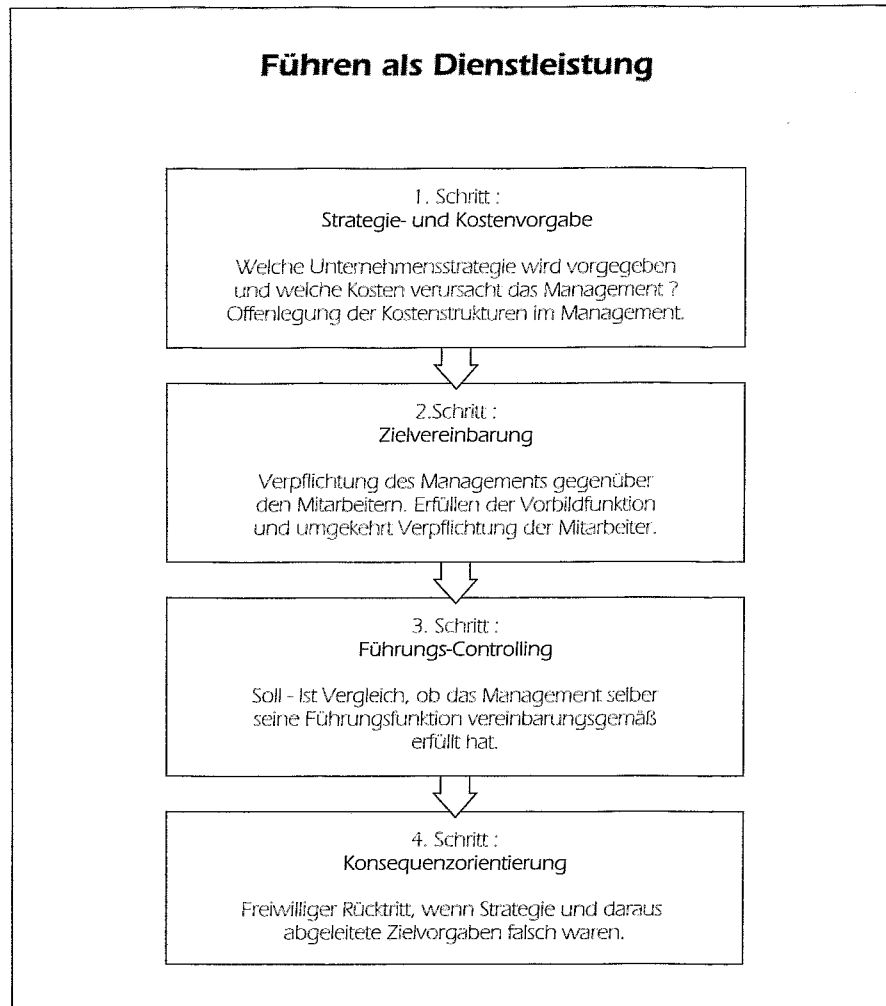 Führen als Dienstleistung
1. Schritt :
Strategie- und Kostenvorgabe
Welche Unternehmensstrategie wird vorgegeben
und welche Kosten verursacht das Management ?
Offenlegung der Kostenstrukturen im Management.
2.Schritt :
Zielvereinbarung
Verpflichtung des Managements gegenüber
den Mitarbeitern. Erfüllen der Vorbildfunktion
und umgekehrt Verpflichtung der Mitarbeiter.
3. Schritt :
Führungs-Controlling
Soll - Ist Vergleich, ob das Management selber
seine Führungsfunktion vereinbarungsgemäß
erfüllt hat.
4. Schritt :
Konsequenzorientierung
Freiwilliger Rücktritt, wenn Strategie und daraus
abgeleitete Zielvorgaben falsch waren.